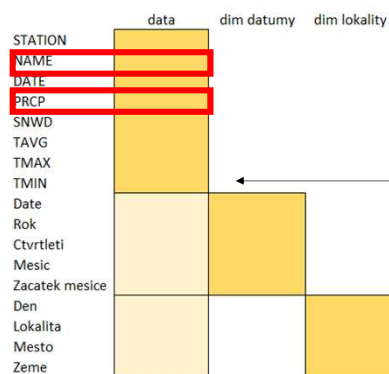 data dim datumy dim lokality
STATION
NAME
DATE
PRCP
SNWD
TAVG
TMAX
TMIN
Date
Rok
Ctvrtleti
Mesic
Zacatek mesice
Den
Lokalita
Mesto
Zeme